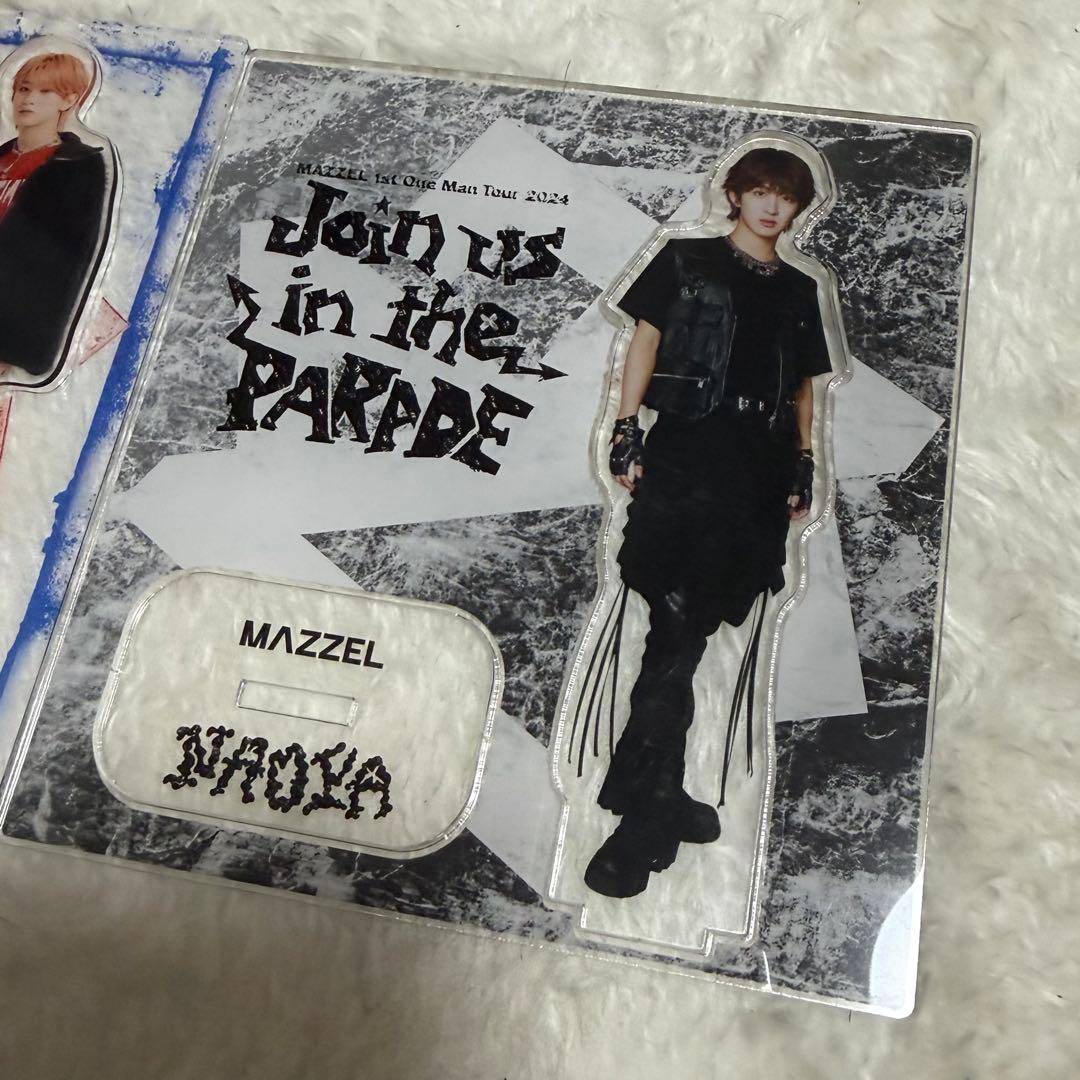 MAZZEL 1st One Man Tour 2024
Join us
in the
PARADE
MAZZEL
NAOYA